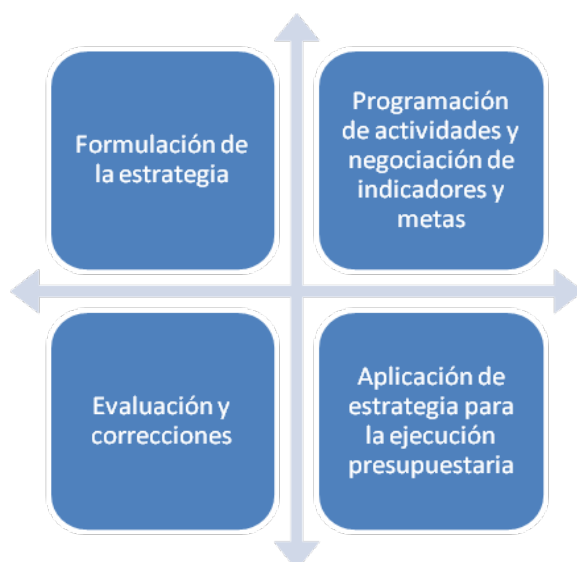 Formulación de
la estrategia
Programación
de actividades y
negociación de
indicadores y
metas
Evaluación y
correcciones
Aplicación de
estrategia para
la ejecución
presupuestaria